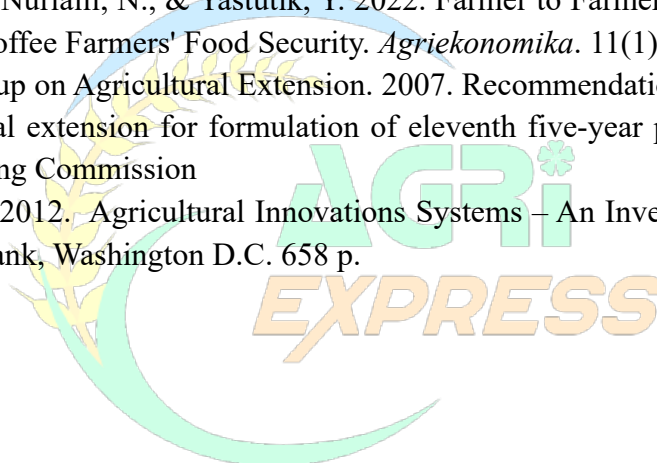 Nurlani, N., & Yastutik, Y. 2022. Farmer to Farmer
offee Farmers' Food Security. Agriekonomika. 11(1)
up on Agricultural Extension. 2007. Recommendatio
al extension for formulation of eleventh five-year p
ng Commission
2012. Agricultural Innovations Systems – An Inve
ank, Washington D.C. 658 p.
AGRi
EXPRESS